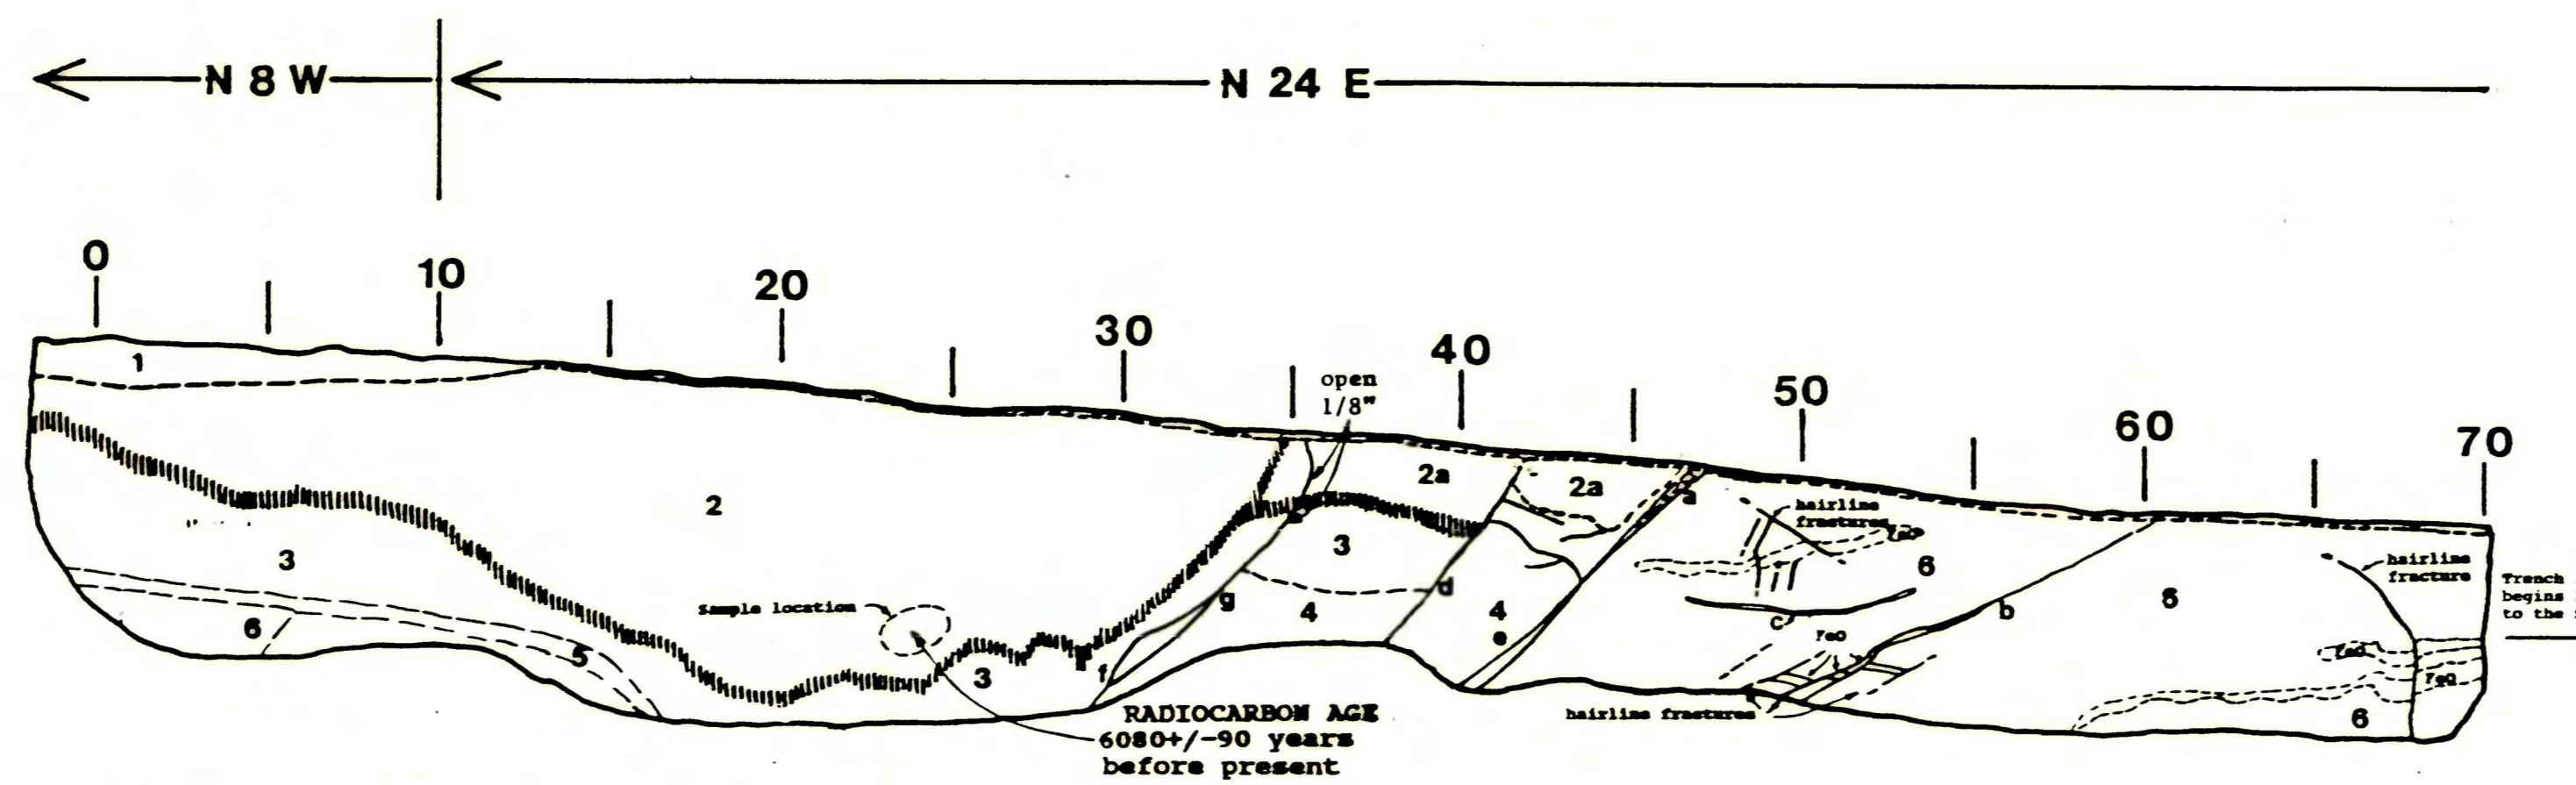 N 8 W
N 24 E
0
10
20
30
40
50
60
70
open
1/8"
1
2
2a
2a
a
hairline
fractures
6
hairline
fracture
Trench
begins
to the
3
3
d
g
4
4
e
6
b
c
FeO
6
5
Sample location
3
f
FeO
FeO
6
hairline fractures
RADIOCARBON AGE
6080+/-90 years
before present